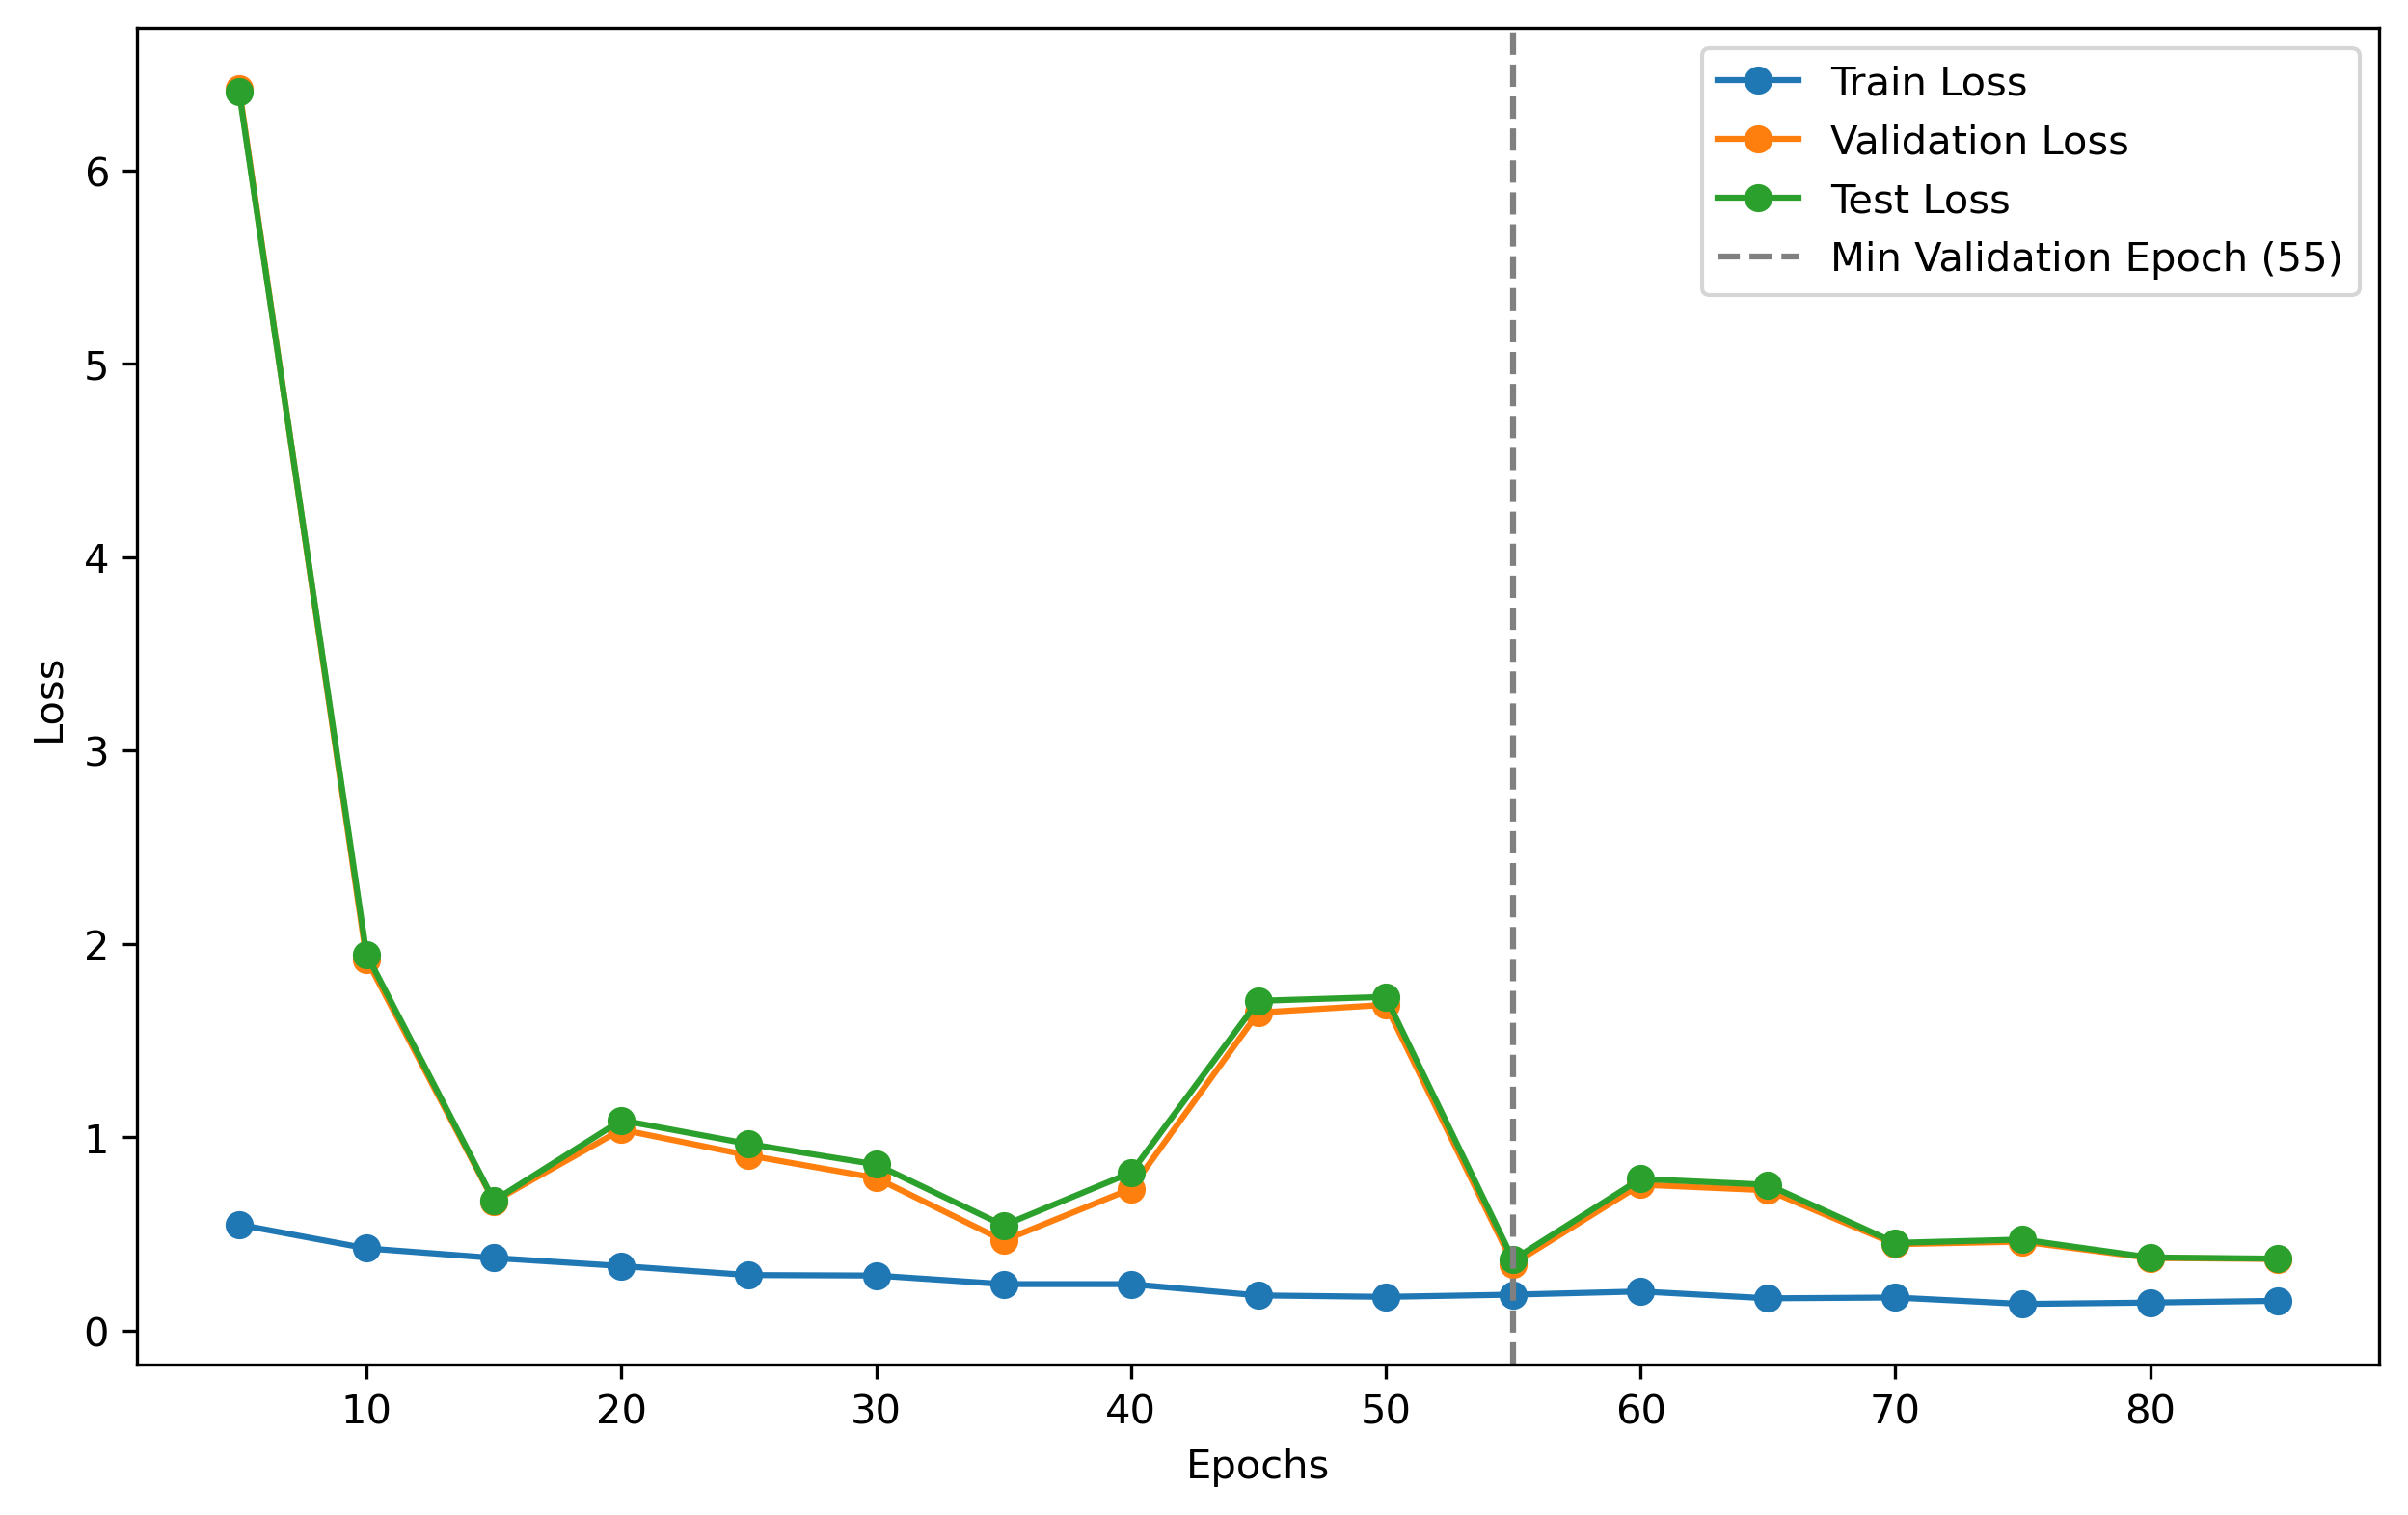 Train Loss
Validation Loss
Test Loss
Min Validation Epoch (55)
6
5
4
3
2
1
0
Loss
10 20 30 40 50 60 70 80
Epochs